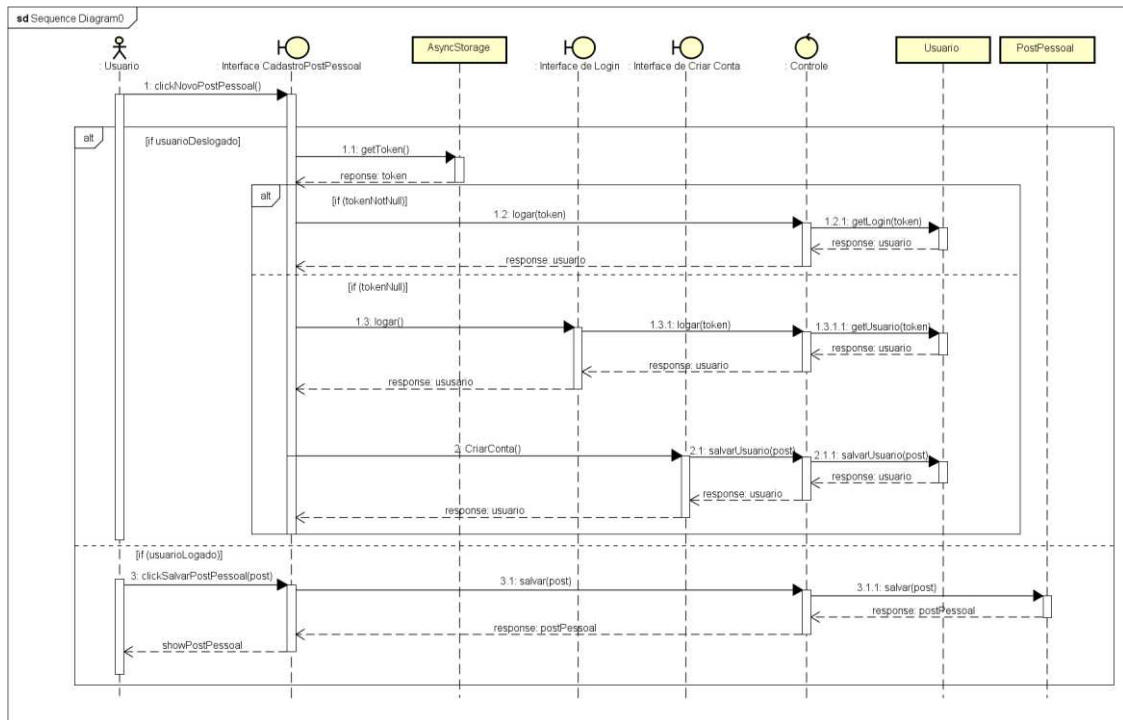 sd Sequence Diagram0
: Usuario
: Interface CadastroPostPessoal
AsyncStorage
: Interface de Login
: Interface de Criar Conta
: Controle
Usuario
PostPessoal
1: clickNovoPostPessoal()
alt
[if usuarioDeslogado]
1.1: getToken()
reponse: token
alt
[if (tokenNotNull)]
1.2: logar(token)
1.2.1: getLogin(token)
response: usuario
response: usuario
[if (tokenNull)]
1.3: logar()
1.3.1: logar(token)
1.3.1.1: getUsuario(token)
response: usuario
response: usuario
response: ususário
2: CriarConta()
2.1: salvarUsuario(post)
2.1.1: salvarUsuario(post)
response: usuario
response: usuario
response: usuario
[if (usuarioLogado)]
3: clickSalvarPostPessoal(post)
3.1: salvar(post)
3.1.1: salvar(post)
response: postPessoal
response: postPessoal
showPostPessoal